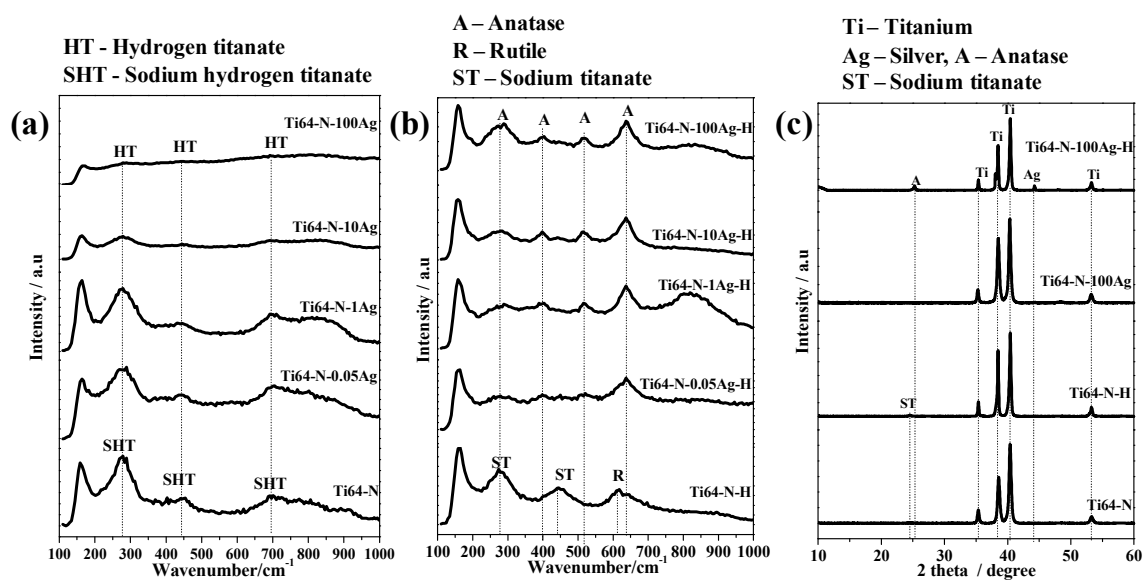 HT - Hydrogen titanate
SHT - Sodium hydrogen titanate
(a)
Ti64-N-100Ag
HT
HT
HT
Ti64-N-10Ag
Ti64-N-1Ag
Ti64-N-0.05Ag
SHT
SHT
SHT
Ti64-N
Intensity / a.u
100 200 300 400 500 600 700 800 900 1000
Wavenumber/cm-1
A – Anatase
R – Rutile
ST – Sodium titanate
(b)
A
A
A
A
Ti64-N-100Ag-H
Ti64-N-10Ag-H
Ti64-N-1Ag-H
Ti64-N-0.05Ag-H
ST
ST
R
Ti64-N-H
Intensity / a.u
100 200 300 400 500 600 700 800 900 1000
Wavenumber/cm-1
Ti – Titanium
Ag – Silver, A – Anatase
ST – Sodium titanate
(c)
Ti
Ti
Ti64-N-100Ag-H
A
Ti
Ag
Ti
Ti64-N-100Ag
Ti64-N-H
ST
Ti64-N
Intensity / a.u
10 20 30 40 50 60
2 theta / degree